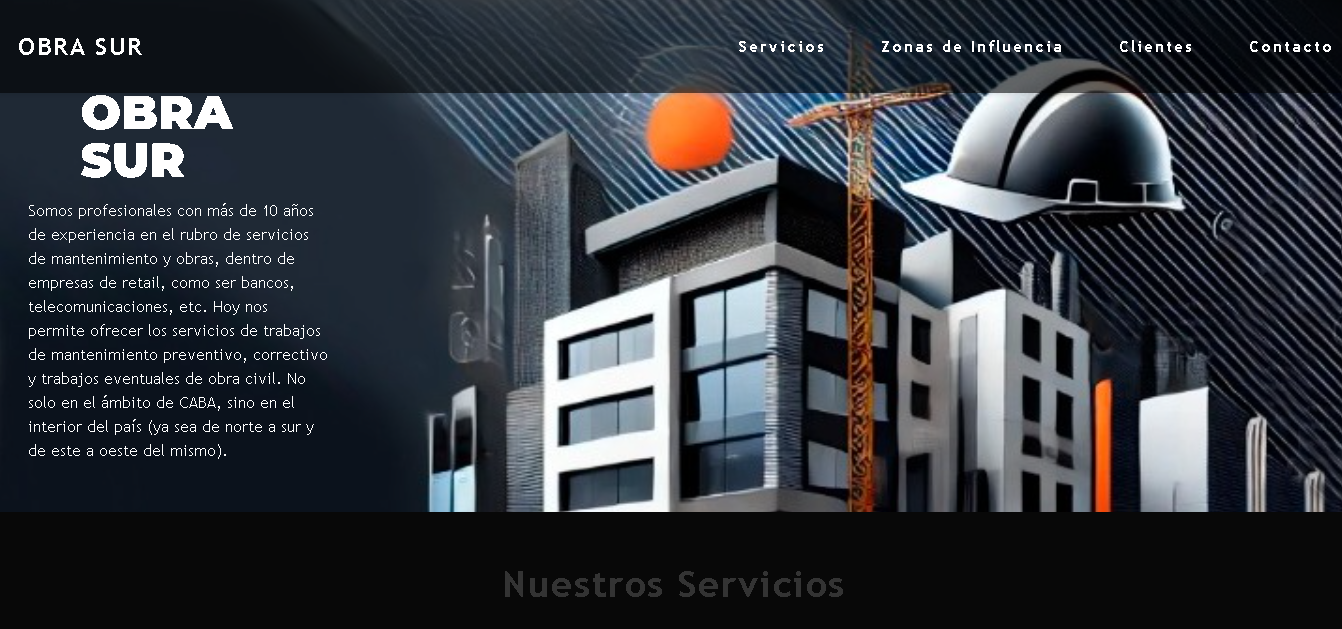 OBRA SUR
Servicios
Zonas de Influencia
Clientes
Contacto
OBRA
SUR
Somos profesionales con más de 10 años
de experiencia en el rubro de servicios
de mantenimiento y obras, dentro de
empresas de retail, como ser bancos,
telecomunicaciones, etc. Hoy nos
permite ofrecer los servicios de trabajos
de mantenimiento preventivo, correctivo
y trabajos eventuales de obra civil. No
solo en el ámbito de CABA, sino en el
interior del país (ya sea de norte a sur y
de este a oeste del mismo).
Nuestros Servicios